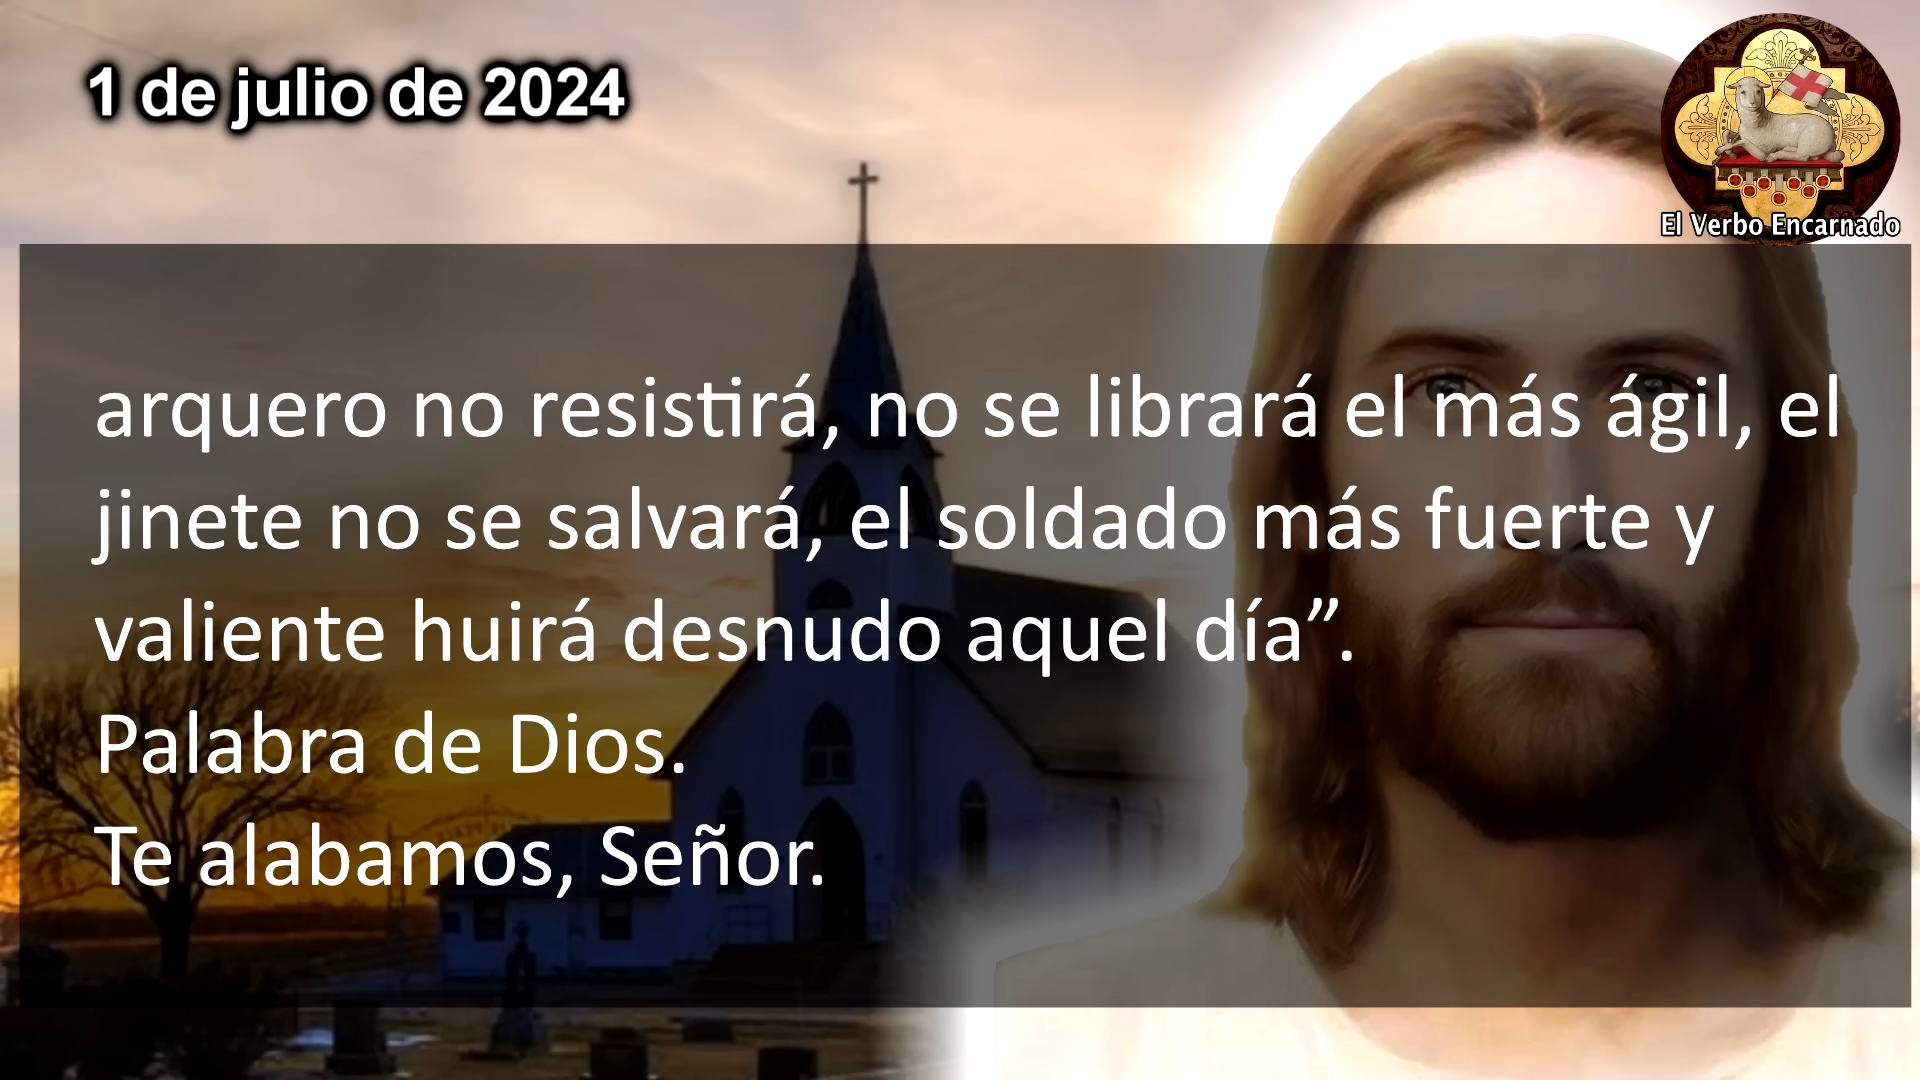 1 de julio de 2024
El Verbo Encarnado
arquero no resistirá, no se librará el más ágil, el
jinete no se salvará, el soldado más fuerte y
valiente huirá desnudo aquel día”.
Palabra de Dios.
Te alabamos, Señor.